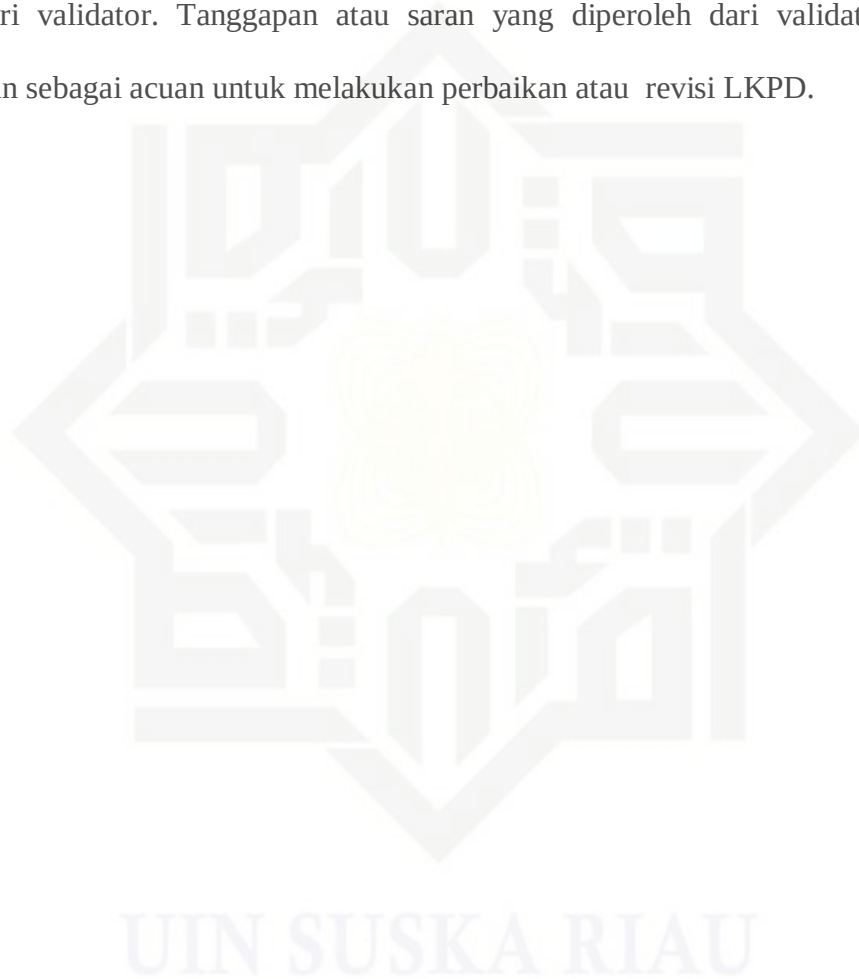 ri validator. Tanggapan atau saran yang diperoleh dari validat
n sebagai acuan untuk melakukan perbaikan atau revisi LKPD.
UIN SUSKA RIAU